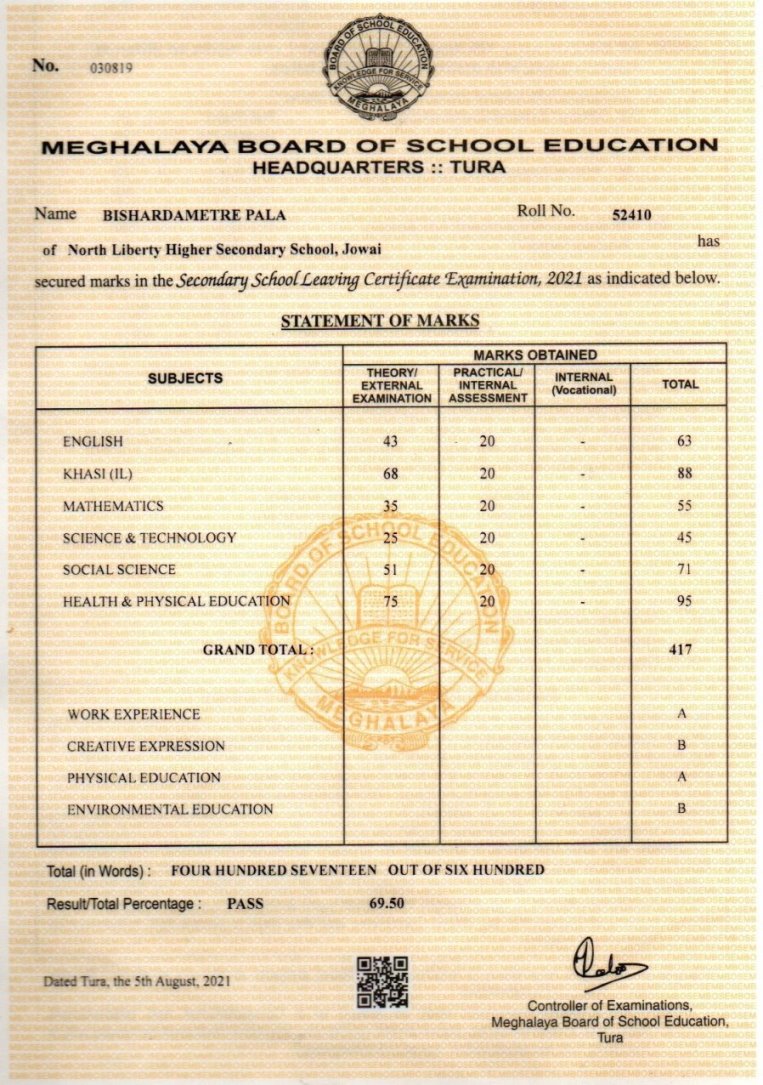 BOARD OF SCHOOL EDUCATION
KNOWLEDGE FOR SERVICE
MEGHALAYA
No. 030819
MEGHALAYA BOARD OF SCHOOL EDUCATION
HEADQUARTERS :: TURA
Name BISHARDAMETRE PALA Roll No. 52410
of North Liberty Higher Secondary School, Jowai has
secured marks in the Secondary School Leaving Certificate Examination, 2021 as indicated below.
STATEMENT OF MARKS
SUBJECTS
MARKS OBTAINED
THEORY/ EXTERNAL EXAMINATION
PRACTICAL/ INTERNAL ASSESSMENT
INTERNAL (Vocational)
TOTAL
ENGLISH 43 20 - 63
KHASI (IL) 68 20 - 88
MATHEMATICS 35 20 - 55
SCIENCE & TECHNOLOGY 25 20 - 45
SOCIAL SCIENCE 51 20 - 71
HEALTH & PHYSICAL EDUCATION 75 20 - 95
GRAND TOTAL : 417
BOARD OF SCHOOL EDUCATION
KNOWLEDGE FOR SERVICE
MEGHALAYA
WORK EXPERIENCE A
CREATIVE EXPRESSION B
PHYSICAL EDUCATION A
ENVIRONMENTAL EDUCATION B
Total (in Words) : FOUR HUNDRED SEVENTEEN OUT OF SIX HUNDRED
Result/Total Percentage : PASS 69.50
Dated Tura, the 5th August, 2021
Controller of Examinations,
Meghalaya Board of School Education,
Tura